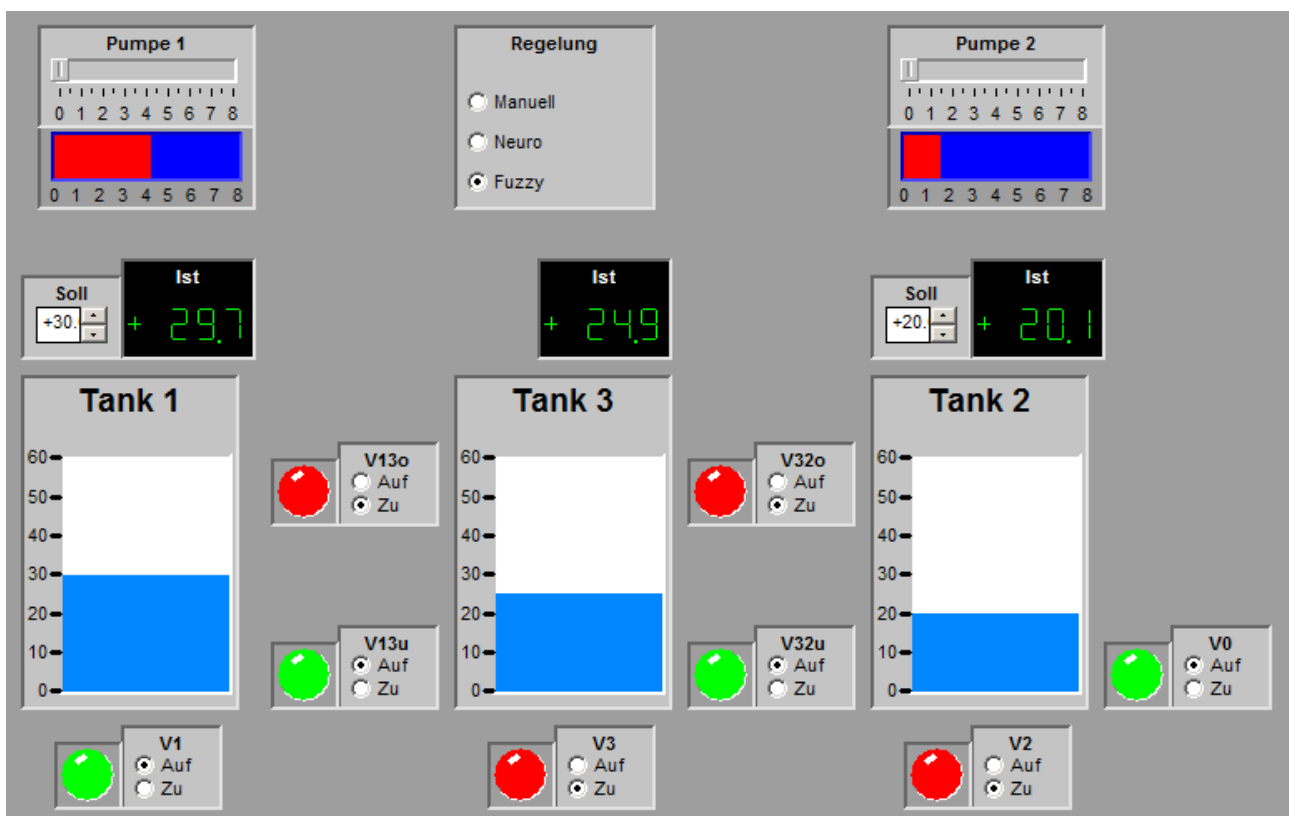 Pumpe 1
0 1 2 3 4 5 6 7 8
0 1 2 3 4 5 6 7 8
Regelung
Manuell
Neuro
Fuzzy
Pumpe 2
0 1 2 3 4 5 6 7 8
0 1 2 3 4 5 6 7 8
Soll
+30.
Ist
+ 29.7
Ist
+ 24.9
Soll
+20.
Ist
+ 20.1
Tank 1
60
50
40
30
20
10
0
V13o
Auf
Zu
V13u
Auf
Zu
Tank 3
60
50
40
30
20
10
0
V32o
Auf
Zu
V32u
Auf
Zu
Tank 2
60
50
40
30
20
10
0
V0
Auf
Zu
V1
Auf
Zu
V3
Auf
Zu
V2
Auf
Zu